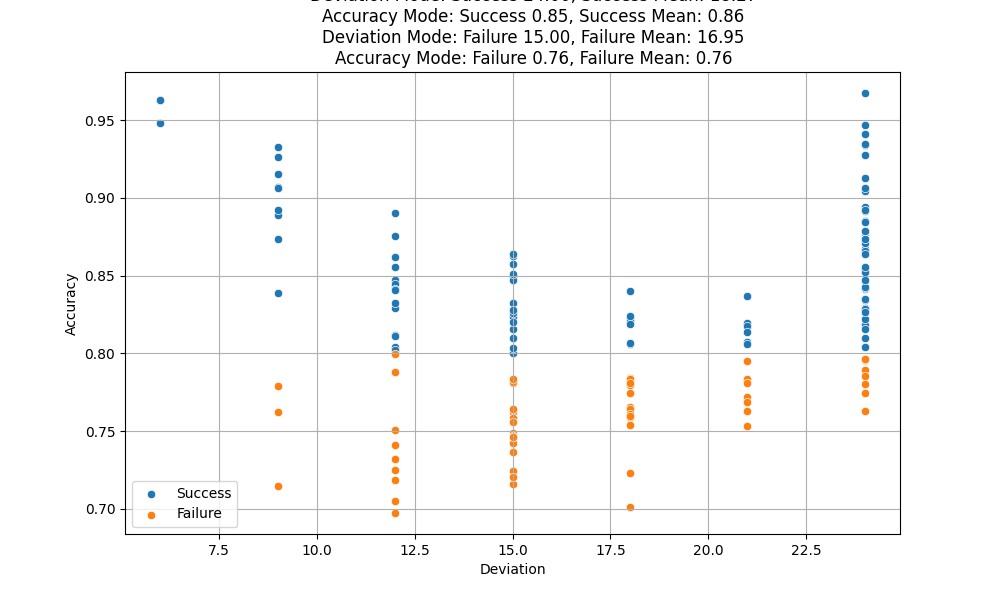 Accuracy Mode: Success 0.85, Success Mean: 0.86
Deviation Mode: Failure 15.00, Failure Mean: 16.95
Accuracy Mode: Failure 0.76, Failure Mean: 0.76
0.95
0.90
0.85
0.80
0.75
0.70
Accuracy
Success
Failure
7.5 10.0 12.5 15.0 17.5 20.0 22.5
Deviation